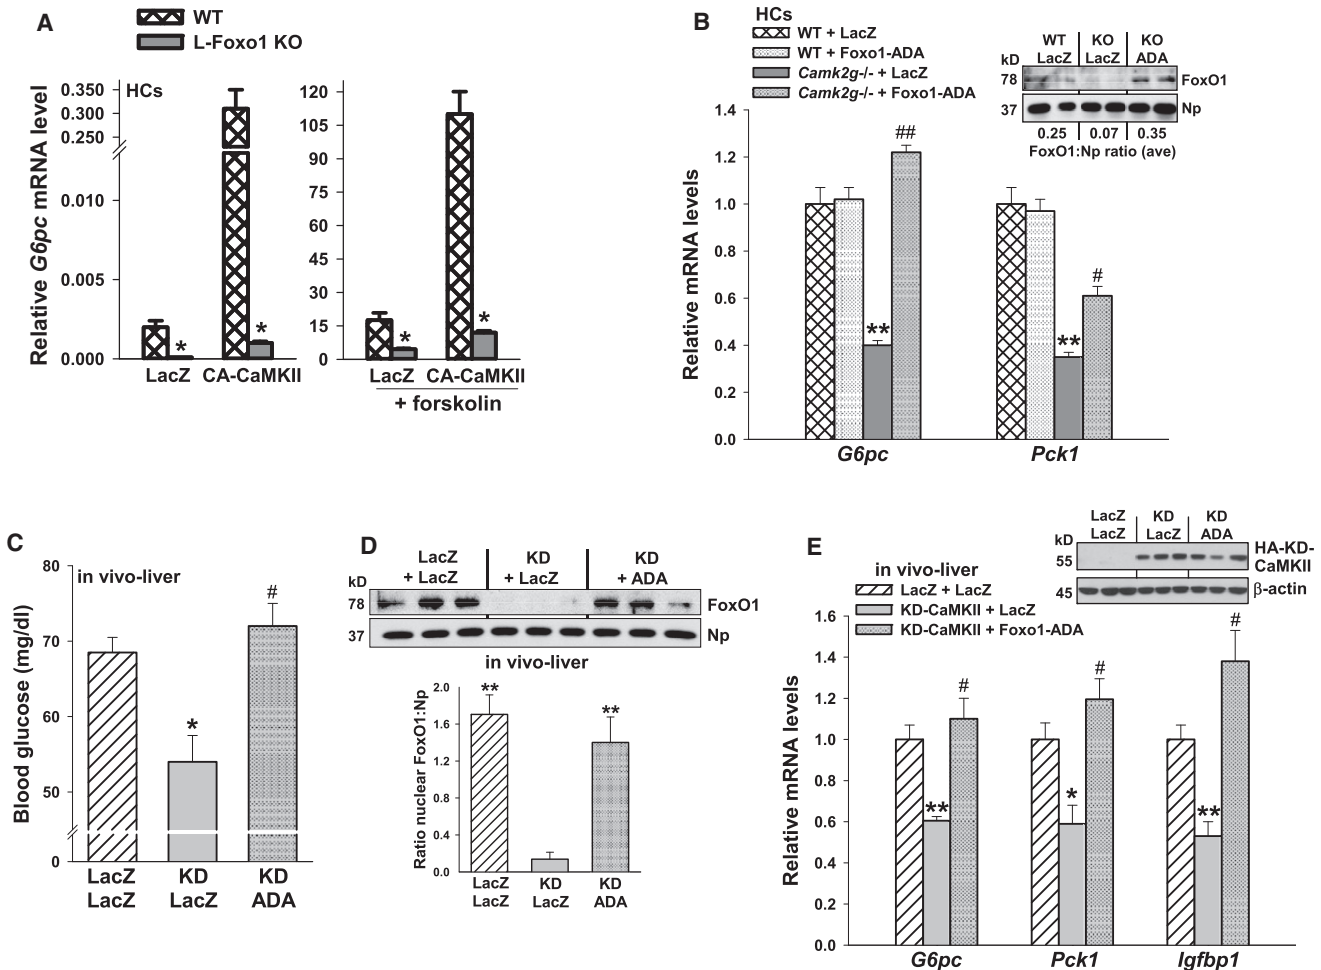 A
WT
L-Foxo1 KO
Relative G6pc mRNA level
HCs
0.350
0.300
0.250
0.010
0.005
0.000
*
*
LacZ CA-CaMKII
120
105
90
75
60
45
30
15
0
*
*
LacZ CA-CaMKII
+ forskolin
B
HCs
WT + LacZ
WT + Foxo1-ADA
Camk2g-/- + LacZ
Camk2g-/- + Foxo1-ADA
WT KO KO
kD LacZ LacZ ADA
78 FoxO1
37 Np
0.25 0.07 0.35
FoxO1:Np ratio (ave)
Relative mRNA levels
1.4
1.2
1.0
0.8
0.6
0.4
0.2
0.0
**
##
**
#
G6pc Pck1
C
in vivo-liver
Blood glucose (mg/dl)
80
70
60
50
0
*
#
LacZ KD KD
LacZ LacZ ADA
D
LacZ KD KD
+ LacZ + LacZ + ADA
kD
78 FoxO1
37 Np
in vivo-liver
Ratio nuclear FoxO1:Np
2.0
1.6
1.2
0.8
0.4
0.0
**
**
LacZ KD KD
LacZ LacZ ADA
E
in vivo-liver
LacZ + LacZ
KD-CaMKII + LacZ
KD-CaMKII + Foxo1-ADA
LacZ KD KD
LacZ LacZ ADA
kD
55 HA-KD-
CaMKII
45 β-actin
Relative mRNA levels
1.6
1.4
1.2
1.0
0.8
0.6
0.4
0.2
0.0
**
#
*
#
**
#
G6pc Pck1 Igfbp1